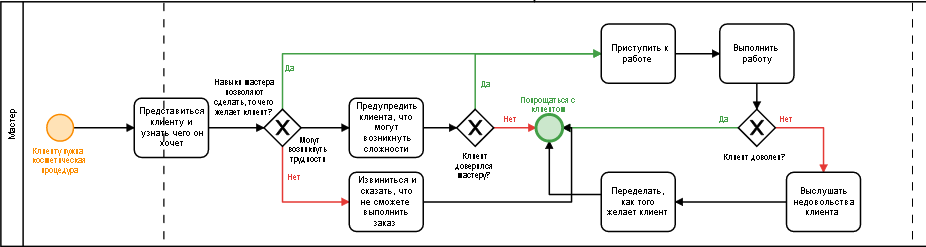 Мастер
Клиенту нужна
косметическая
процедура
Представиться
клиенту и
узнать чего он
хочет
Навыки мастера
позволяют
сделать, то чего
желает клиент?
Да
Могут
возникнуть
трудности
Нет
Предупредить
клиента, что
могут
возникнуть
сложности
Извиниться и
сказать, что
не сможете
выполнить
заказ
Да
Нет
Клиент
доверился
мастеру?
Попрощаться с
клиентом
Приступить к
работе
Выполнить
работу
Да
Нет
Клиент доволен?
Выслушать
недовольства
клиента
Переделать,
как того
желает клиент